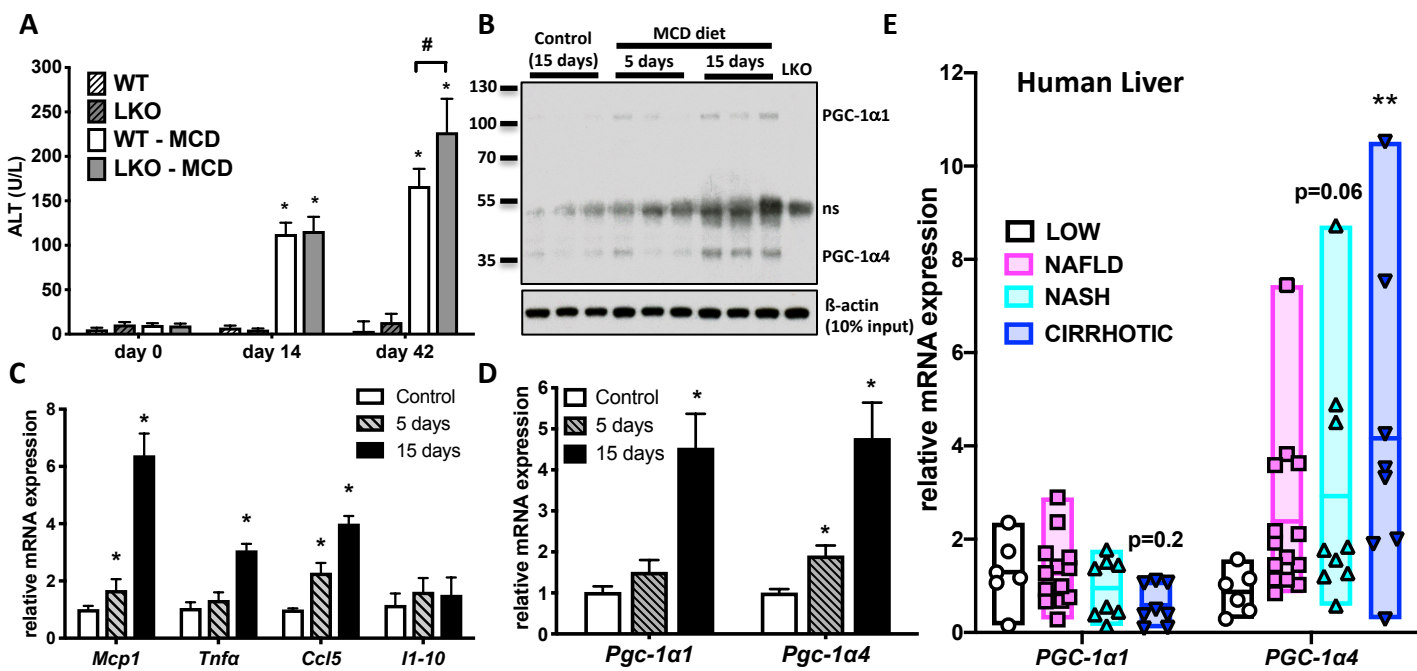 A
ALT (U/L)
300
250
200
150
100
50
0
WT
LKO
WT - MCD
LKO - MCD
#
* *
* *
day 0 day 14 day 42
B
Control
(15 days)
MCD diet
5 days
15 days
LKO
130
100
70
55
35
PGC-1α1
ns
PGC-1α4
ß-actin
(10% input)
C
relative mRNA expression
8
6
4
2
0
Control
5 days
15 days
* *
*
* *
Mcp1 Tnfα Ccl5 I1-10
D
relative mRNA expression
6
5
4
3
2
1
0
Control
5 days
15 days
*
* *
Pgc-1α1 Pgc-1α4
E
Human Liver
relative mRNA expression
12
10
8
6
4
2
0
LOW
NAFLD
NASH
CIRRHOTIC
p=0.2
p=0.06
**
PGC-1α1 PGC-1α4